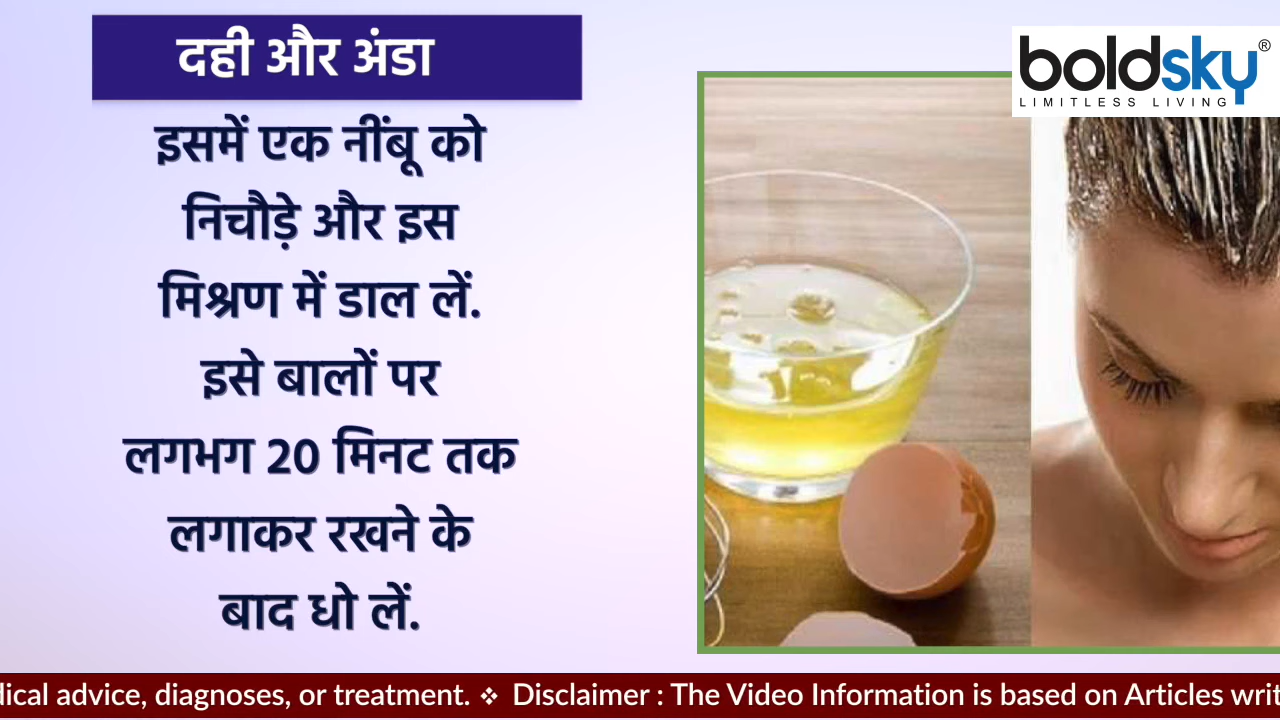 दही और अंडा
boldsky®
LIMITLESS LIVING
इसमें एक नींबू को
निचौड़े और इस
मिश्रण में डाल लें.
इसे बालों पर
लगभग 20 मिनट तक
लगाकर रखने के
बाद धो लें.
dical advice, diagnoses, or treatment. ❖ Disclaimer : The Video Information is based on Articles writ